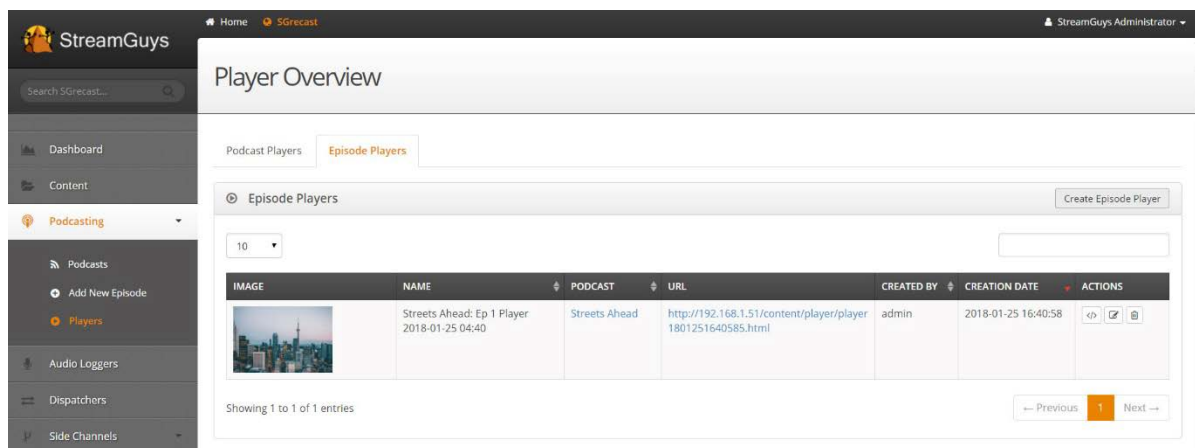 StreamGuys
Home SGrecast
StreamGuys Administrator
Search SGrecast...
Player Overview
Dashboard
Content
Podcasting
Podcasts
Add New Episode
Players
Audio Loggers
Dispatchers
Side Channels
Podcast Players Episode Players
Episode Players Create Episode Player
10
IMAGE NAME PODCAST URL CREATED BY CREATION DATE ACTIONS
Streets Ahead: Ep 1 Player Streets Ahead http://192.168.1.51/content/player/player admin 2018-01-25 16:40:58 </>
2018-01-25 04:40 1801251640585.html
Showing 1 to 1 of 1 entries ← Previous 1 Next →